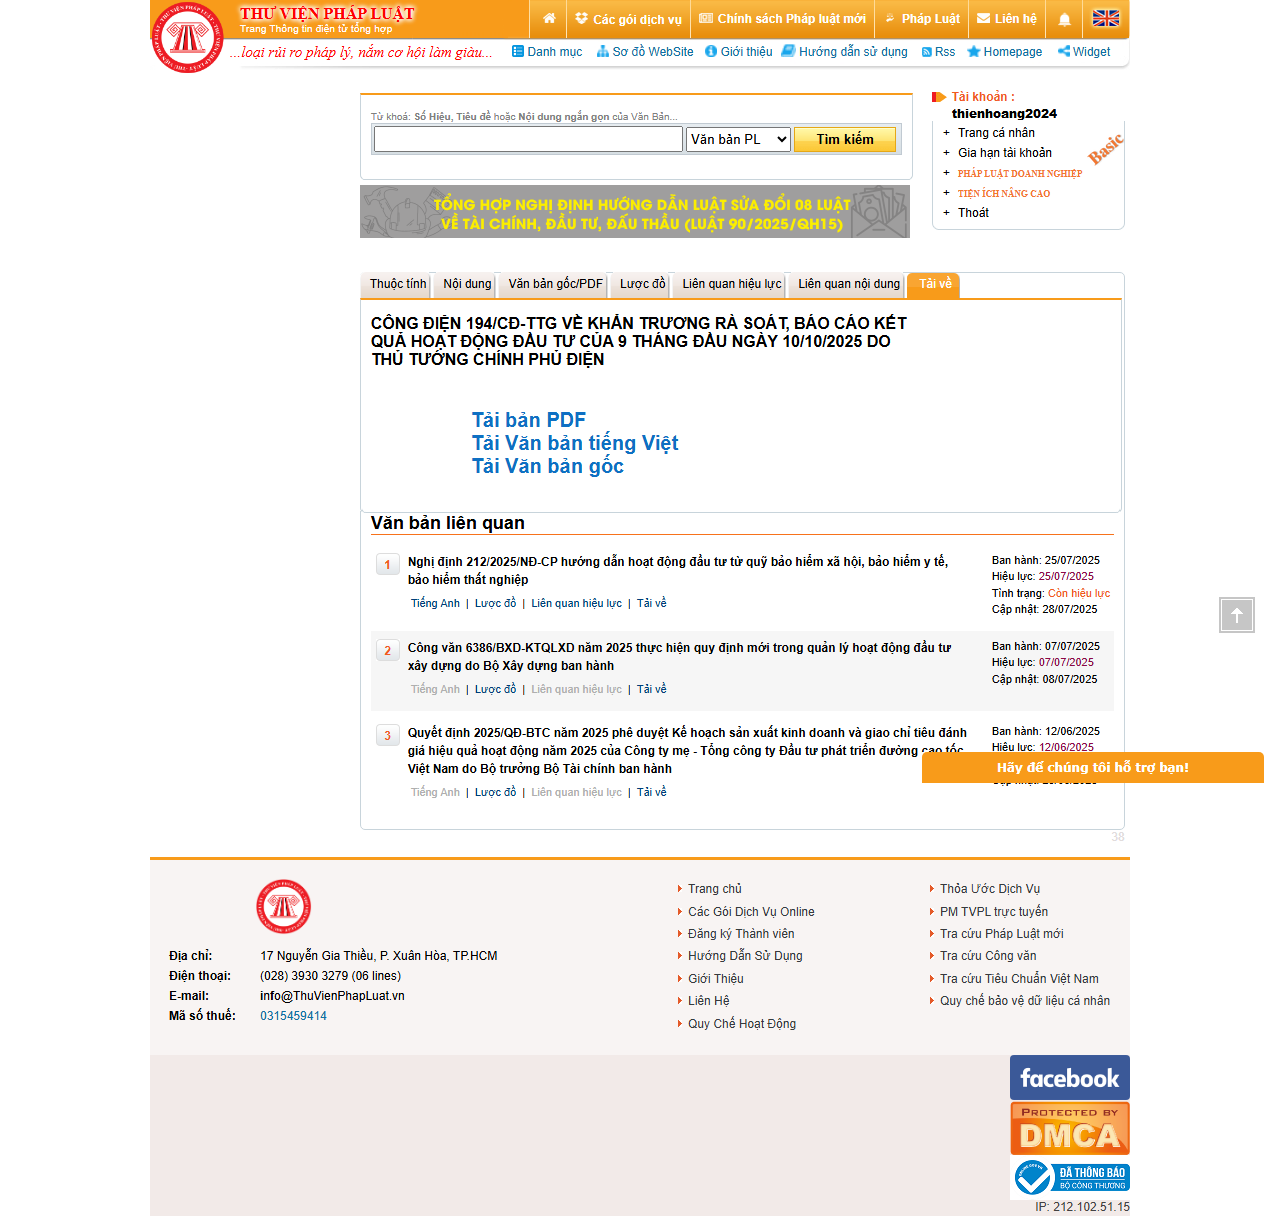 THƯ VIỆN PHÁP LUẬT
Trang Thông tin điện tử tổng hợp
Các gói dịch vụ
Chính sách Pháp luật mới
Pháp Luật
Liên hệ
...loại rủi ro pháp lý, nắm cơ hội làm giàu...
Danh mục
Sơ đồ WebSite
Giới thiệu
Hướng dẫn sử dụng
Rss
Homepage
Widget
Từ khoá: Số Hiệu, Tiêu đề hoặc Nội dung ngắn gọn của Văn Bản...
Văn bản PL
Tìm kiếm
TỔNG HỢP NGHỊ ĐỊNH HƯỚNG DẪN LUẬT SỬA ĐỔI 08 LUẬT
VỀ TÀI CHÍNH, ĐẦU TƯ, ĐẤU THẦU (LUẬT 90/2025/QH15)
Tài khoản :
thienhoang2024
+ Trang cá nhân
+ Gia hạn tài khoản
+ PHÁP LUẬT DOANH NGHIỆP
+ TIỆN ÍCH NÂNG CAO
+ Thoát
Basic
Thuộc tính
Nội dung
Văn bản gốc/PDF
Lược đồ
Liên quan hiệu lực
Liên quan nội dung
Tải về
CÔNG ĐIỆN 194/CĐ-TTG VỀ KHẨN TRƯƠNG RÀ SOÁT, BÁO CÁO KẾT
QUẢ HOẠT ĐỘNG ĐẦU TƯ CỦA 9 THÁNG ĐẦU NGÀY 10/10/2025 DO
THỦ TƯỚNG CHÍNH PHỦ ĐIỆN
Tải bản PDF
Tải Văn bản tiếng Việt
Tải Văn bản gốc
Văn bản liên quan
1
Nghị định 212/2025/NĐ-CP hướng dẫn hoạt động đầu tư từ quỹ bảo hiểm xã hội, bảo hiểm y tế,
bảo hiểm thất nghiệp
Tiếng Anh | Lược đồ | Liên quan hiệu lực | Tải về
Ban hành: 25/07/2025
Hiệu lực: 25/07/2025
Tình trạng: Còn hiệu lực
Cập nhật: 28/07/2025
2
Công văn 6386/BXD-KTQLXD năm 2025 thực hiện quy định mới trong quản lý hoạt động đầu tư
xây dựng do Bộ Xây dựng ban hành
Tiếng Anh | Lược đồ | Liên quan hiệu lực | Tải về
Ban hành: 07/07/2025
Hiệu lực: 07/07/2025
Cập nhật: 08/07/2025
3
Quyết định 2025/QĐ-BTC năm 2025 phê duyệt Kế hoạch sản xuất kinh doanh và giao chỉ tiêu đánh
giá hiệu quả hoạt động năm 2025 của Công ty mẹ - Tổng công ty Đầu tư phát triển đường cao tốc
Việt Nam do Bộ trưởng Bộ Tài chính ban hành
Tiếng Anh | Lược đồ | Liên quan hiệu lực | Tải về
Ban hành: 12/06/2025
Hiệu lực: 12/06/2025
Hãy để chúng tôi hỗ trợ bạn!
38
Địa chỉ: 17 Nguyễn Gia Thiều, P. Xuân Hòa, TP.HCM
Điện thoại: (028) 3930 3279 (06 lines)
E-mail: info@ThuVienPhapLuat.vn
Mã số thuế: 0315459414
Trang chủ
Các Gói Dịch Vụ Online
Đăng ký Thành viên
Hướng Dẫn Sử Dụng
Giới Thiệu
Liên Hệ
Quy Chế Hoạt Động
Thỏa Ước Dịch Vụ
PM TVPL trực tuyến
Tra cứu Pháp Luật mới
Tra cứu Công văn
Tra cứu Tiêu Chuẩn Việt Nam
Quy chế bảo vệ dữ liệu cá nhân
facebook
PROTECTED BY
DMCA
ĐÃ THÔNG BÁO
BỘ CÔNG THƯƠNG
IP: 212.102.51.15